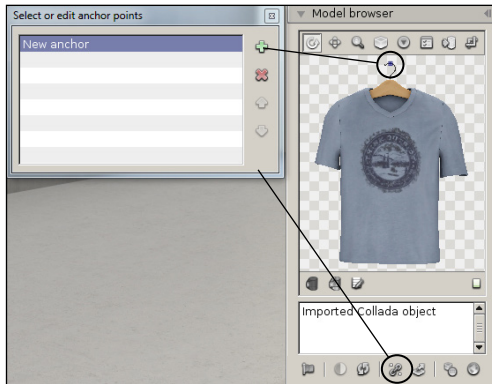 Select or edit anchor points
Model browser
New anchor
Imported Collada object